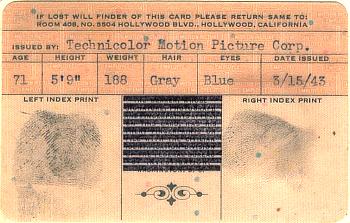 IF LOST WILL FINDER OF THIS CARD PLEASE RETURN SAME TO:
ROOM 408, NO. 5504 HOLLYWOOD BLVD., HOLLYWOOD, CALIFORNIA
ISSUED BY: Technicolor Motion Picture Corp.
AGE HEIGHT WEIGHT HAIR EYES DATE ISSUED
71 5'9" 188 Gray Blue 3/15/43
LEFT INDEX PRINT RIGHT INDEX PRINT